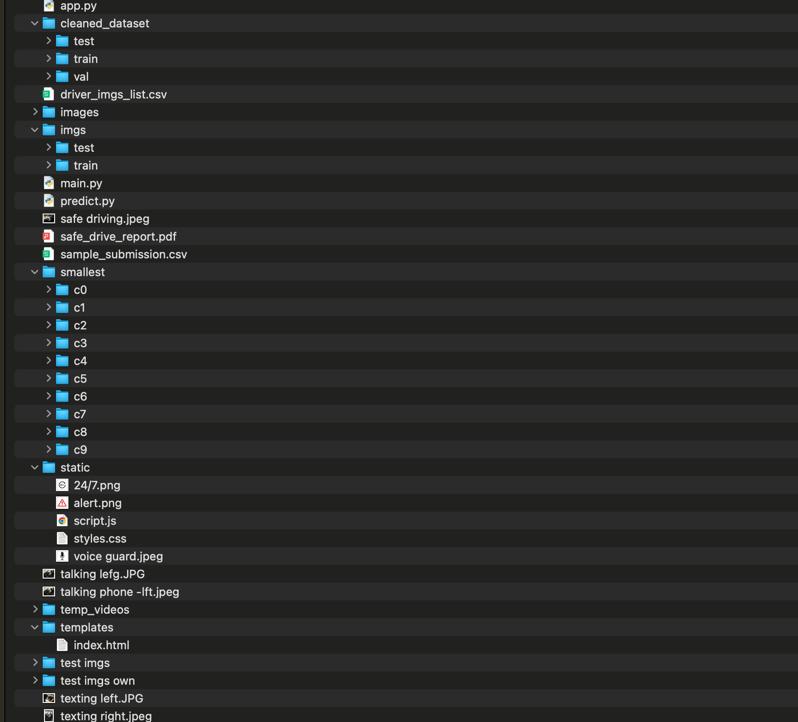 app.py
cleaned_dataset
test
train
val
driver_imgs_list.csv
images
imgs
test
train
main.py
predict.py
safe driving.jpeg
safe_drive_report.pdf
sample_submission.csv
smallest
c0
c1
c2
c3
c4
c5
c6
c7
c8
c9
static
24/7.png
alert.png
script.js
styles.css
voice guard.jpeg
talking lefg.JPG
talking phone -lft.jpeg
temp_videos
templates
index.html
test imgs
test imgs own
texting left.JPG
texting right.jpeg